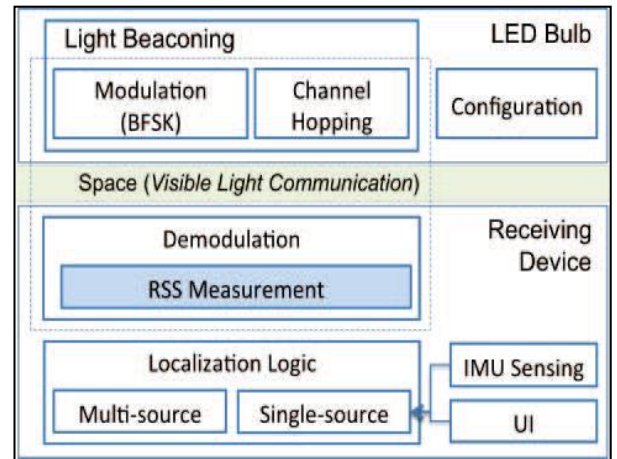 Light Beaconing
LED Bulb
Modulation
(BFSK)
Channel
Hopping
Configuration
Space (Visible Light Communication)
Demodulation
RSS Measurement
Receiving
Device
Localization Logic
Multi-source
Single-source
IMU Sensing
UI